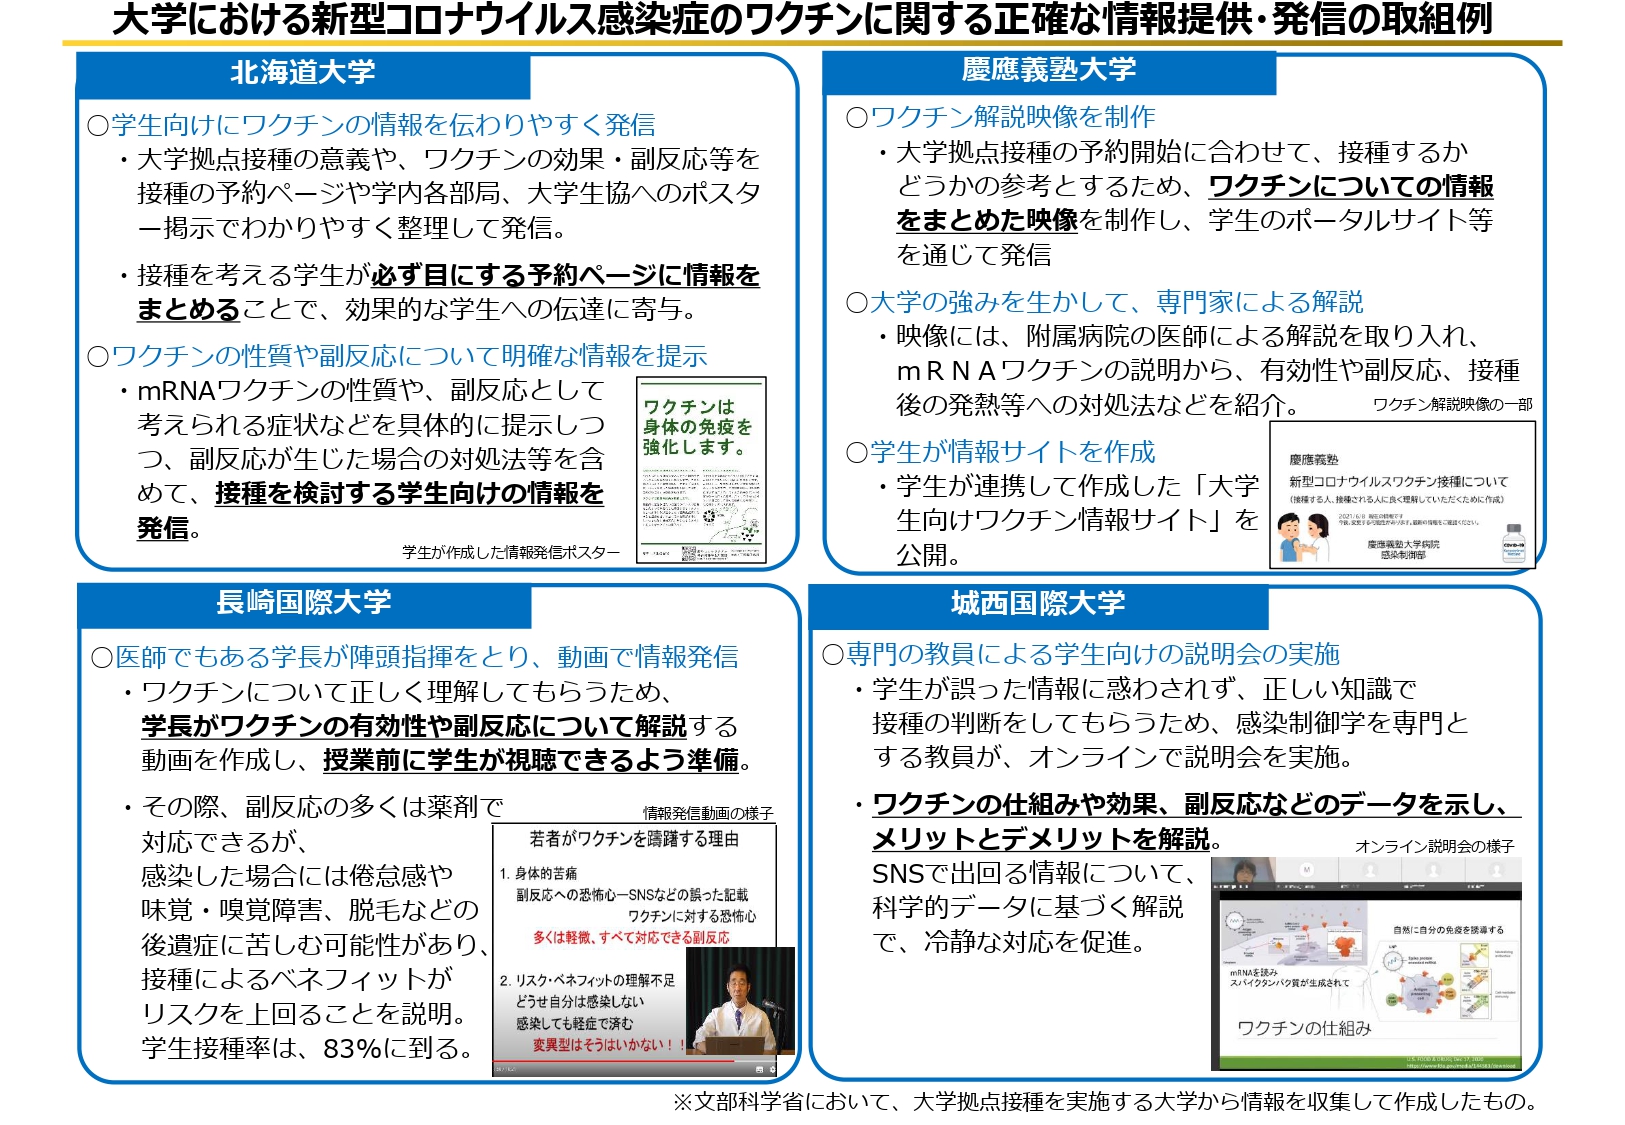 大学における新型コロナウイルス感染症のワクチンに関する正確な情報提供・発信の取組例
北海道大学
○学生向けにワクチンの情報を伝わりやすく発信
・大学拠点接種の意義や、ワクチンの効果・副反応等を
接種の予約ページや学内各部局、大学生協へのポスタ
ー掲示でわかりやすく整理して発信。
・接種を考える学生が必ず目にする予約ページに情報を
まとめることで、効果的な学生への伝達に寄与。
○ワクチンの性質や副反応について明確な情報を提示
・mRNAワクチンの性質や、副反応として
考えられる症状などを具体的に提示しつ
つ、副反応が生じた場合の対処法等を含
めて、接種を検討する学生向けの情報を
発信。
学生が作成した情報発信ポスター
ワクチンは
身体の免疫を
強化します。
慶應義塾大学
○ワクチン解説映像を制作
・大学拠点接種の予約開始に合わせて、接種するか
どうかの参考とするため、ワクチンについての情報
をまとめた映像を制作し、学生のポータルサイト等
を通じて発信
○大学の強みを生かして、専門家による解説
・映像には、附属病院の医師による解説を取り入れ、
ｍＲＮＡワクチンの説明から、有効性や副反応、接種
後の発熱等への対処法などを紹介。
ワクチン解説映像の一部
○学生が情報サイトを作成
・学生が連携して作成した「大学
生向けワクチン情報サイト」を
公開。
慶應義塾
新型コロナウイルスワクチン接種について
（接種する人、接種される人に良く理解していただくために作成）
2021/6/8 現在の情報です
慶應義塾大学病院
感染制御部
COVID-19
長崎国際大学
○医師でもある学長が陣頭指揮をとり、動画で情報発信
・ワクチンについて正しく理解してもらうため、
学長がワクチンの有効性や副反応について解説する
動画を作成し、授業前に学生が視聴できるよう準備。
・その際、副反応の多くは薬剤で
対応できるが、
感染した場合には倦怠感や
味覚・嗅覚障害、脱毛などの
後遺症に苦しむ可能性があり、
接種によるベネフィットが
リスクを上回ることを説明。
学生接種率は、83%に到る。
情報発信動画の様子
若者がワクチンを躊躇する理由
1. 身体的苦痛
副反応への恐怖心ーSNSなどの誤った記載
ワクチンに対する恐怖心
多くは軽微、すべて対応できる副反応
2. リスク・ベネフィットの理解不足
どうせ自分は感染しない
感染しても軽症で済む
変異型はそうはいかない！！
城西国際大学
○専門の教員による学生向けの説明会の実施
・学生が誤った情報に惑わされず、正しい知識で
接種の判断をしてもらうため、感染制御学を専門と
する教員が、オンラインで説明会を実施。
・ワクチンの仕組みや効果、副反応などのデータを示し、
メリットとデメリットを解説。
SNSで出回る情報について、
科学的データに基づく解説
で、冷静な対応を促進。
オンライン説明会の様子
M
自然に自分の免疫を誘導する
mRNAを読み
スパイクタンパク質が生成されて
ワクチンの仕組み
※文部科学省において、大学拠点接種を実施する大学から情報を収集して作成したもの。